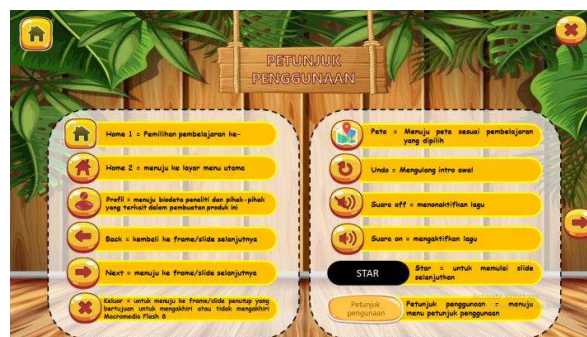 PETUNJUK
PENGGUNAAN
Home 1 = Pemilihan pembelajaran ke-
Home 2 = menuju ke layar menu utama
Profil = menuju biodata peneliti dan pihak-pihak
yang terkait dalam pembuatan produk ini
Back = kembali ke frame/slide selanjutnya
Next = menuju ke frame/slide selanjutnya
Keluar = untuk menuju ke frame/slide penutup yang
bertujuan untuk mengakhiri atau tidak mengakhiri
Macromedia Flash 8
Peta = Menuju peta sesuai pembelajaran
yang dipilih
Undo = Mengulang intro awal
Suara off = menonaktifkan lagu
Suara on = mengaktifkan lagu
STAR
Star = untuk memulai slide
selanjutkan
Petunjuk
pengunaan
Petunjuk penggunaan = manuju
menu petunjuk penggunaan